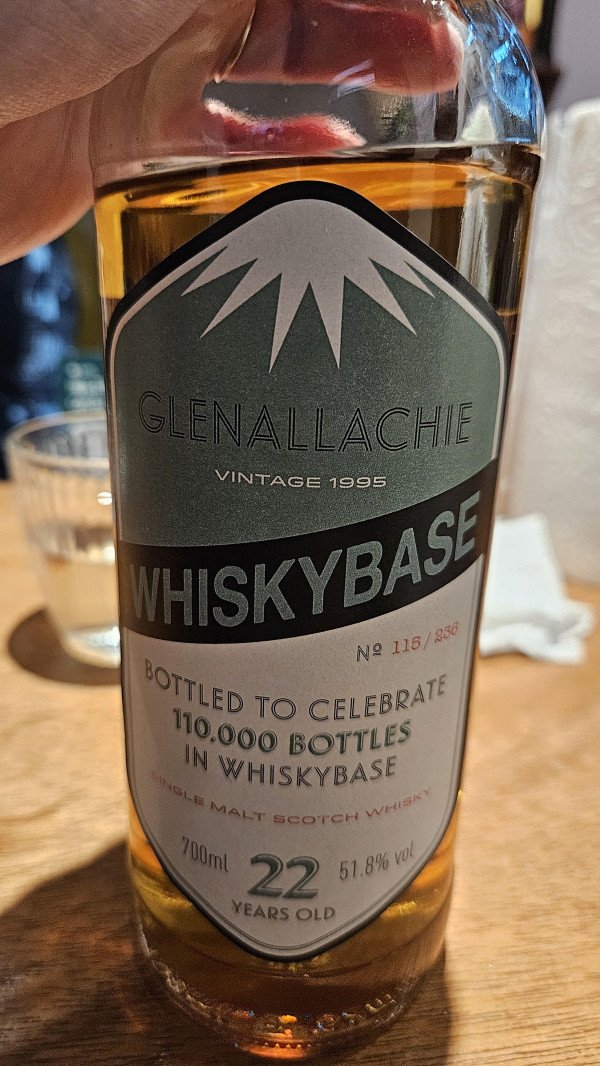 GLENALLACHIE
VINTAGE 1995
WHISKYBASE
Nº 115 / 236
BOTTLED TO CELEBRATE
110.000 BOTTLES
IN WHISKYBASE
SINGLE MALT SCOTCH WHISKY
700ml 22 51.8% vol
YEARS OLD